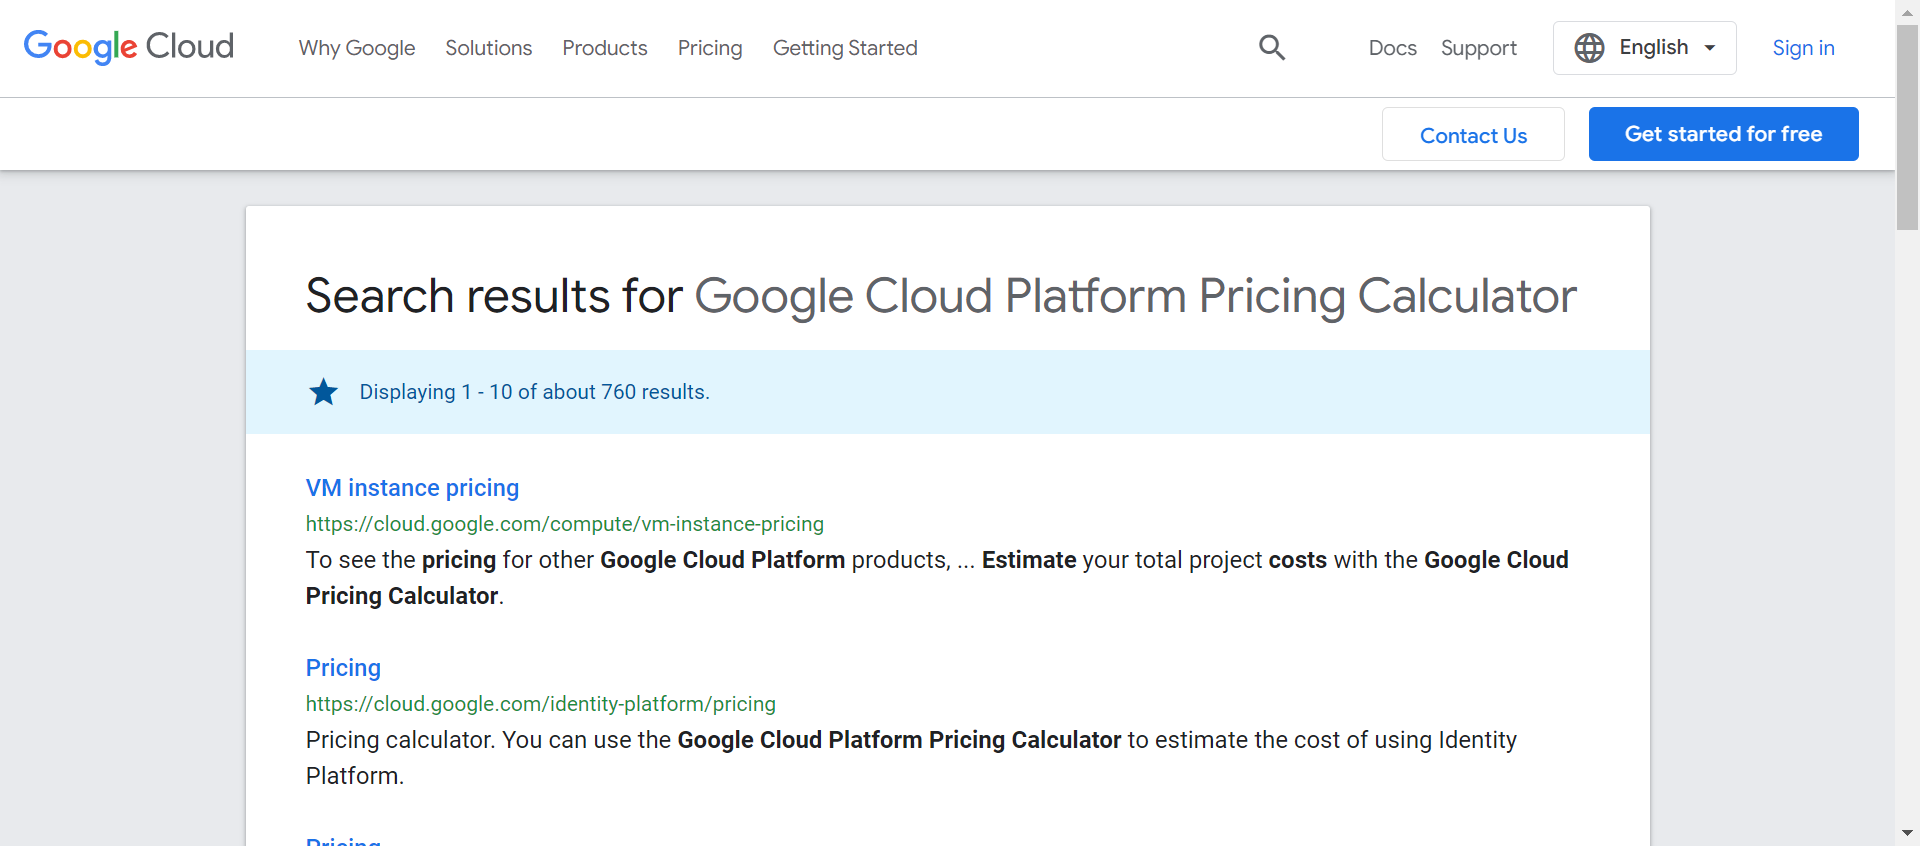 Google Cloud Why Google Solutions Products Pricing Getting Started Docs Support English Sign in
Contact Us Get started for free
Search results for Google Cloud Platform Pricing Calculator
Displaying 1 - 10 of about 760 results.
VM instance pricing
https://cloud.google.com/compute/vm-instance-pricing
To see the pricing for other Google Cloud Platform products, ... Estimate your total project costs with the Google Cloud
Pricing Calculator.
Pricing
https://cloud.google.com/identity-platform/pricing
Pricing calculator. You can use the Google Cloud Platform Pricing Calculator to estimate the cost of using Identity
Platform.
Pricing